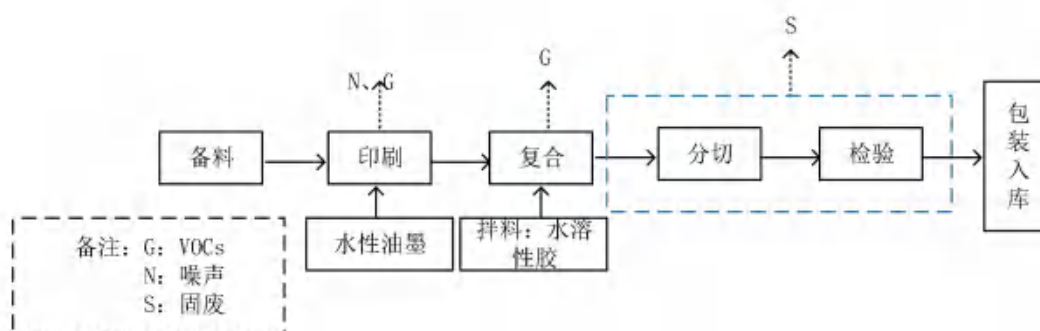 S
G
N、G
备料
印刷
复合
分切
检验
包装入库
水性油墨
拌料：水溶
性胶
备注：G：VOCs
N：噪声
S：固废